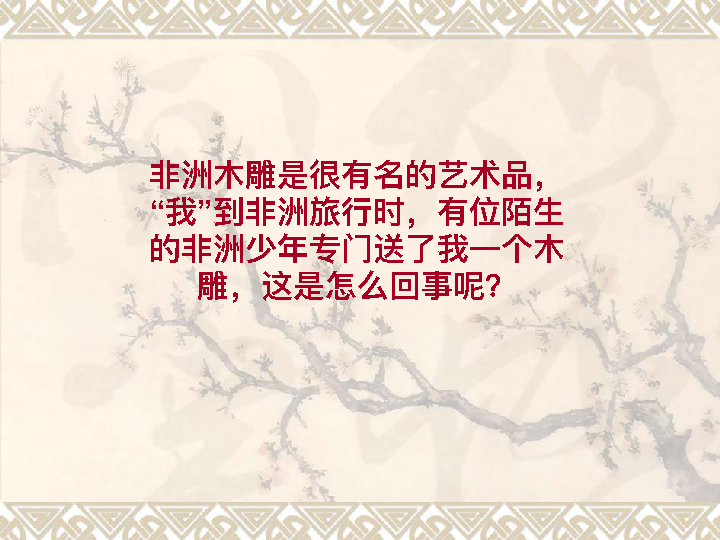 非洲木雕是很有名的艺术品，
“我”到非洲旅行时，有位陌生
的非洲少年专门送了我一个木
雕，这是怎么回事呢？